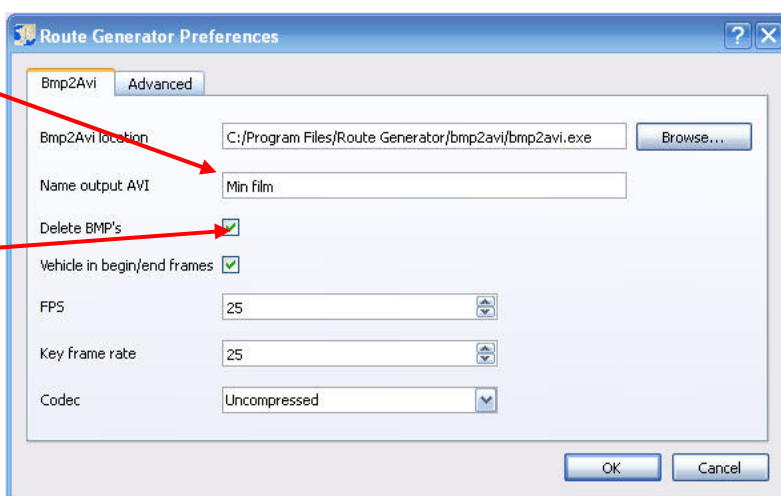 Route Generator Preferences
Bmp2Avi Advanced
Bmp2Avi location C:/Program Files/Route Generator/bmp2avi/bmp2avi.exe Browse...
Name output AVI Min film
Delete BMP's
Vehicle in begin/end frames
FPS 25
Key frame rate 25
Codec Uncompressed
OK Cancel